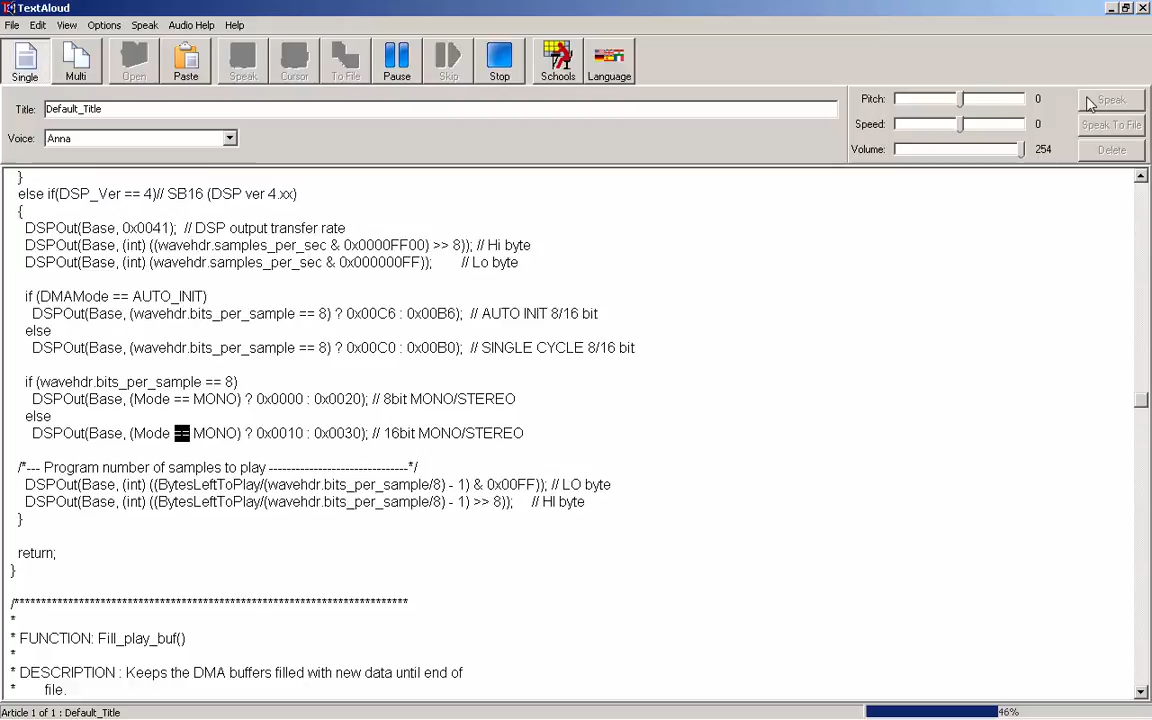 TextAloud
File Edit View Options Speak Audio Help Help
Single Multi Open Paste Speak Cursor To File Pause Skip Stop Schools Language
Title: Default_Title
Voice: Anna
Pitch: 0 Speak
Speed: 0 Speak To File
Volume: 254 Delete
}
else if(DSP_Ver == 4)// SB16 (DSP ver 4.xx)
{
DSPOut(Base, 0x0041); // DSP output transfer rate
DSPOut(Base, (int) ((wavehdr.samples_per_sec & 0x0000FF00) >> 8)); // Hi byte
DSPOut(Base, (int) (wavehdr.samples_per_sec & 0x000000FF)); // Lo byte
if (DMAMode == AUTO_INIT)
DSPOut(Base, (wavehdr.bits_per_sample == 8) ? 0x00C6 : 0x00B6); // AUTO INIT 8/16 bit
else
DSPOut(Base, (wavehdr.bits_per_sample == 8) ? 0x00C0 : 0x00B0); // SINGLE CYCLE 8/16 bit
if (wavehdr.bits_per_sample == 8)
DSPOut(Base, (Mode == MONO) ? 0x0000 : 0x0020); // 8bit MONO/STEREO
else
DSPOut(Base, (Mode == MONO) ? 0x0010 : 0x0030); // 16bit MONO/STEREO
/*--- Program number of samples to play -------------------------------*/
DSPOut(Base, (int) ((BytesLeftToPlay/(wavehdr.bits_per_sample/8) - 1) & 0x00FF)); // LO byte
DSPOut(Base, (int) ((BytesLeftToPlay/(wavehdr.bits_per_sample/8) - 1) >> 8)); // HI byte
}
return;
}
/**************************************************************************
*
* FUNCTION: Fill_play_buf()
*
* DESCRIPTION : Keeps the DMA buffers filled with new data until end of
* file.
Article 1 of 1 : Default_Title 46%